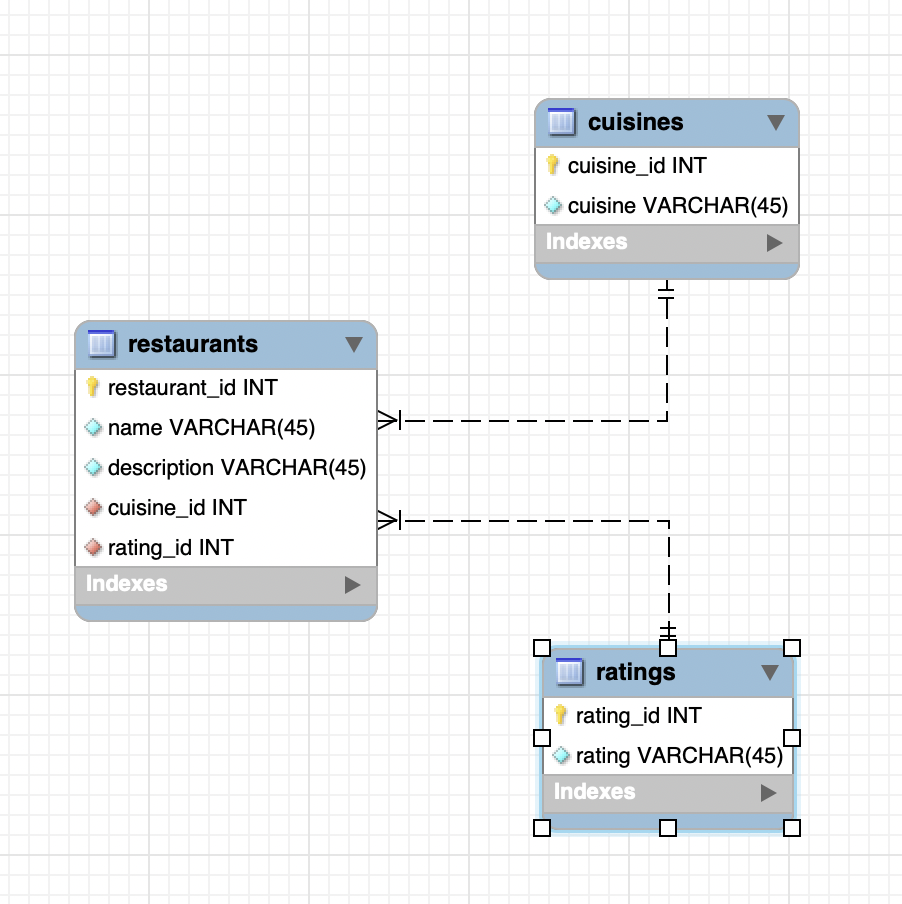 cuisines
cuisine_id INT
cuisine VARCHAR(45)
Indexes
restaurants
restaurant_id INT
name VARCHAR(45)
description VARCHAR(45)
cuisine_id INT
rating_id INT
Indexes
ratings
rating_id INT
rating VARCHAR(45)
Indexes